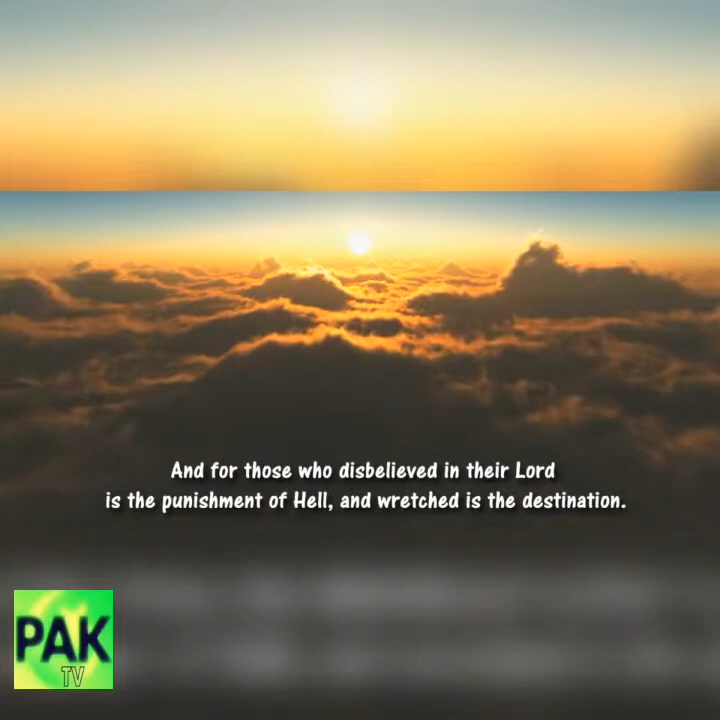 And for those who disbelieved in their Lord
is the punishment of Hell, and wretched is the destination.
PAK
TV